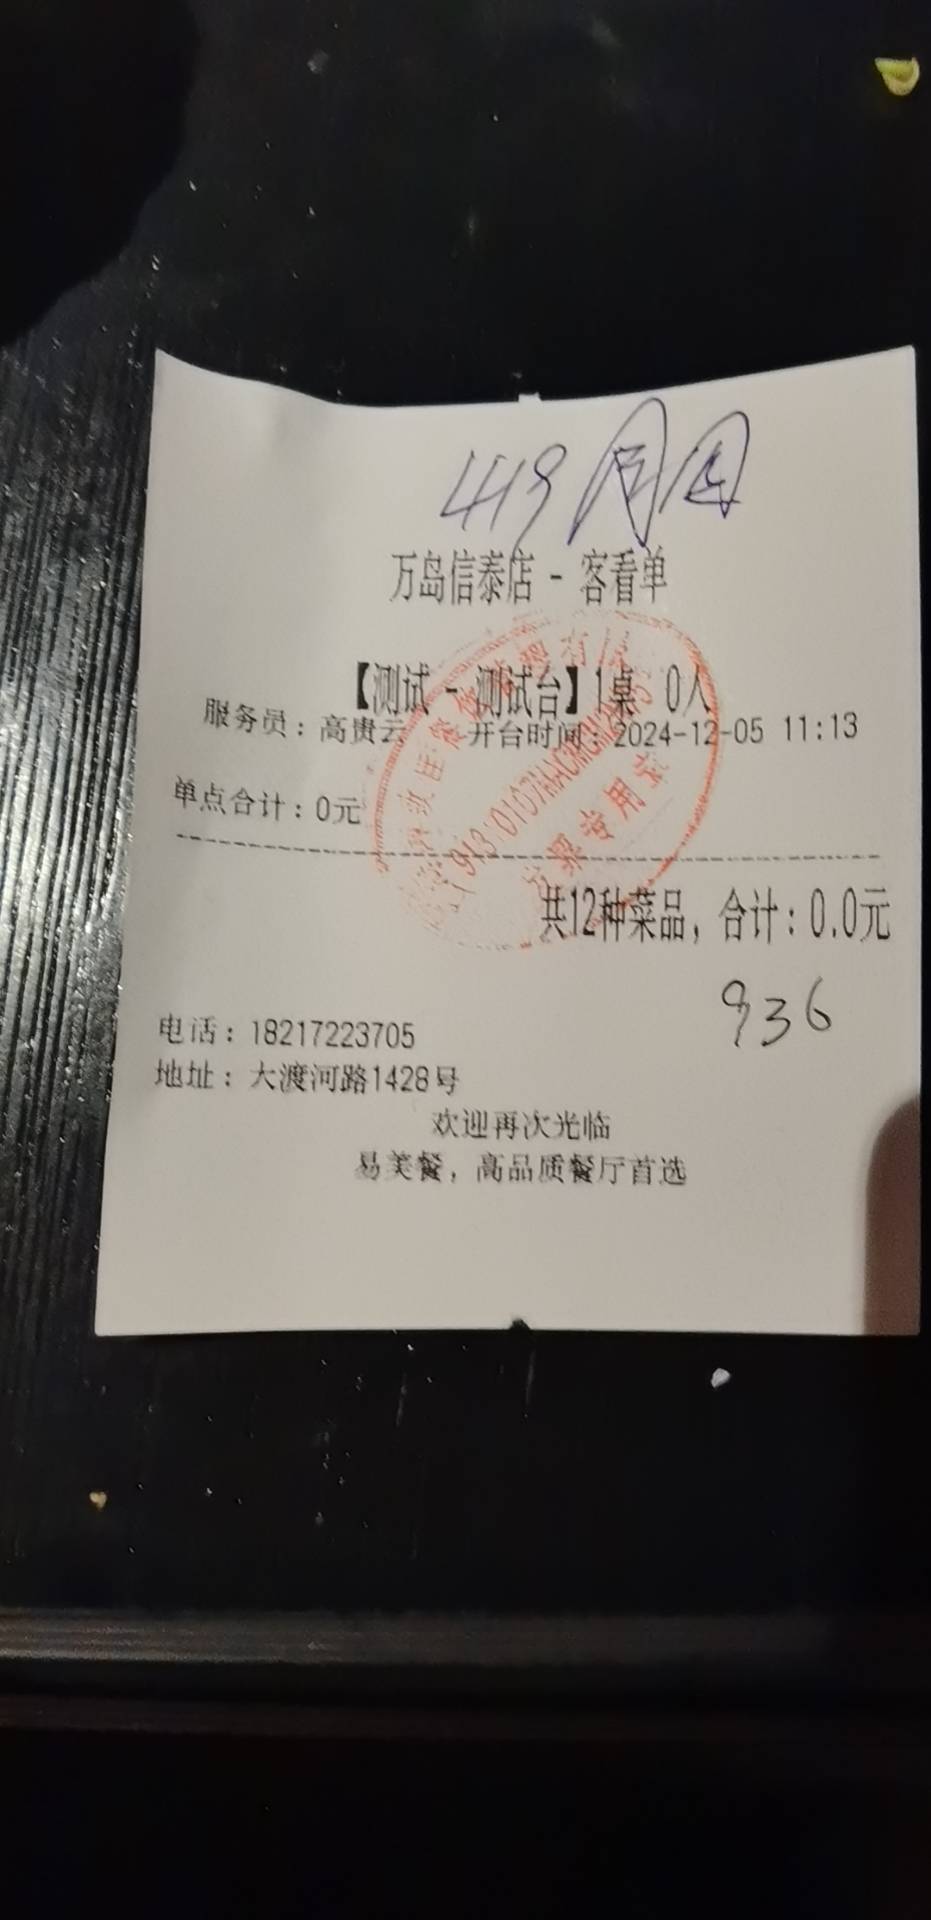 419 周
万岛信泰店 - 客看单
【测试 - 测试台】1桌 0人
服务员：高贵云 开台时间：2024-12-05 11:13
单点合计：0元
共12种菜品，合计：0.0元
936
电话：18217223705
地址：大渡河路1428号
欢迎再次光临
易美餐，高品质餐厅首选